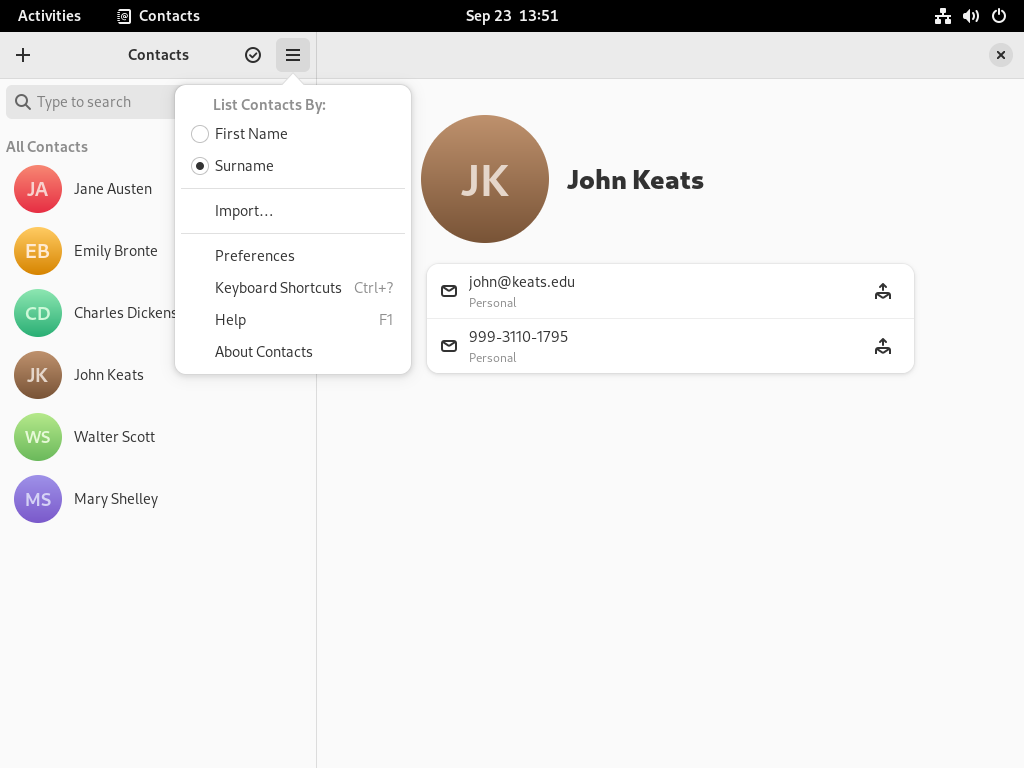 Activities Contacts Sep 23 13:51
Contacts
Type to search
All Contacts
JA Jane Austen
EB Emily Bronte
CD Charles Dickens
JK John Keats
WS Walter Scott
MS Mary Shelley
List Contacts By:
First Name
Surname
Import…
Preferences
Keyboard Shortcuts Ctrl+?
Help F1
About Contacts
JK John Keats
john@keats.edu
Personal
999-3110-1795
Personal